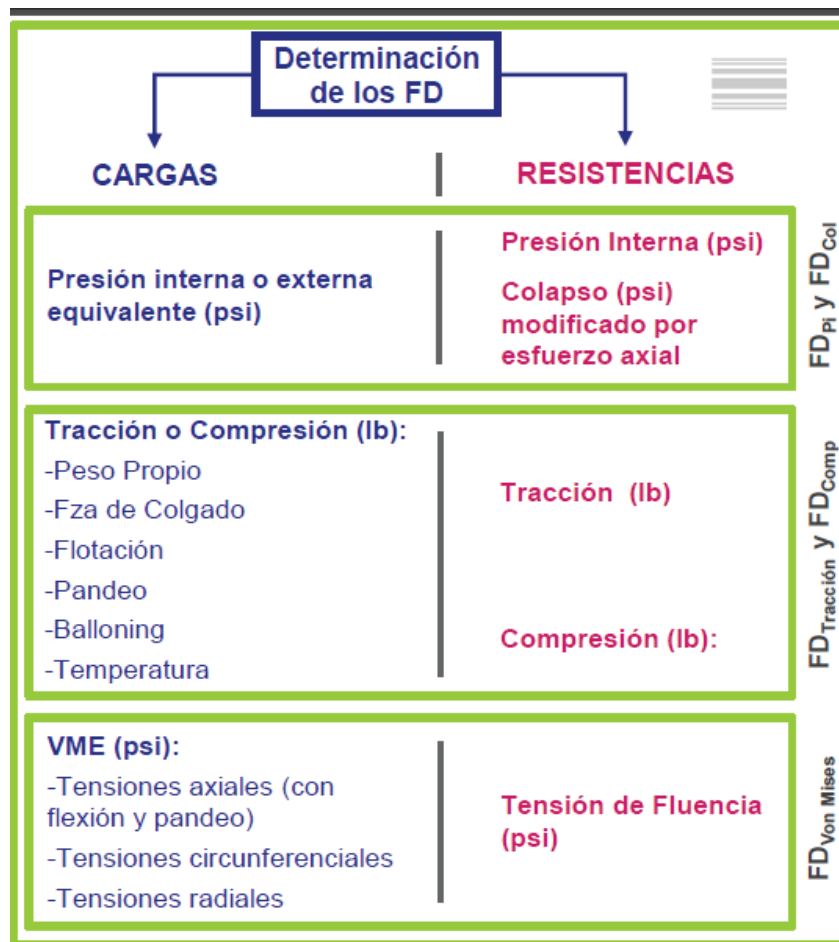 Determinación
de los FD
CARGAS
RESISTENCIAS
Presión interna o externa
equivalente (psi)
Presión Interna (psi)
Colapso (psi)
modificado por
esfuerzo axial
FDPi y FDCol
Tracción o Compresión (lb):
-Peso Propio
-Fza de Colgado
-Flotación
-Pandeo
-Balloning
-Temperatura
Tracción (lb)
Compresión (lb):
FDTracción y FDComp
VME (psi):
-Tensiones axiales (con
flexión y pandeo)
-Tensiones circunferenciales
-Tensiones radiales
Tensión de Fluencia
(psi)
FDVon Mises